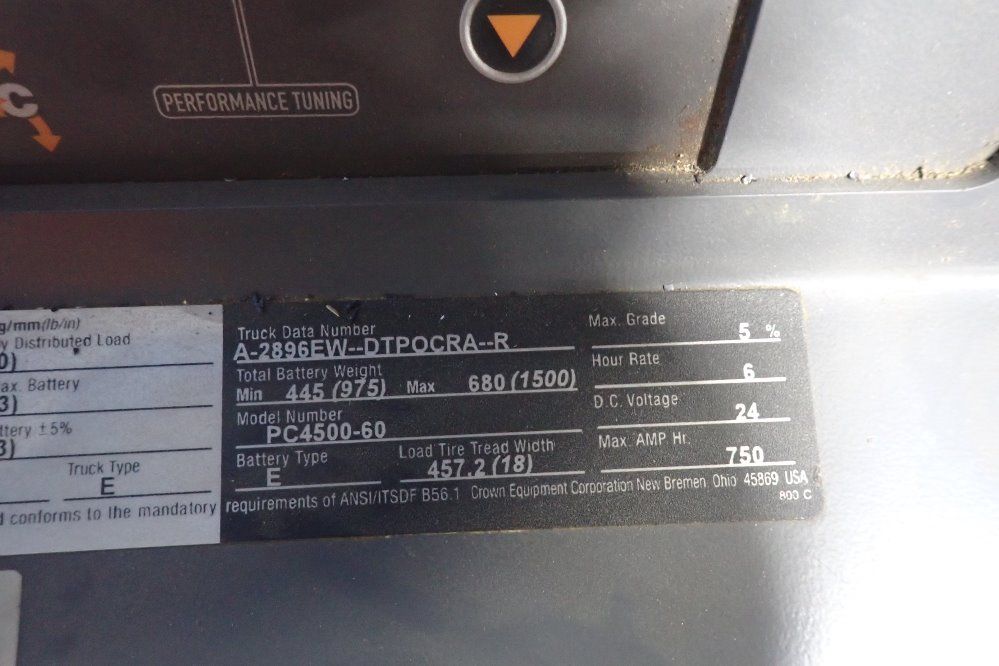 C
PERFORMANCE TUNING
g/mm(lb/in)
y Distributed Load
0)
ax. Battery
3)
ttery ±5%
3)
Truck Type
E
d conforms to the mandatory
Truck Data Number
A-2896EW--DTPOCRA--R
Total Battery Weight
Min 445 (975) Max 680 (1500)
Model Number
PC4500-60
Battery Type
E
Load Tire Tread Width
457.2 (18)
Max. Grade
5 %
Hour Rate
6
D.C. Voltage
24
Max. AMP Hr.
750
requirements of ANSI/ITSDF B56.1 Crown Equipment Corporation New Bremen, Ohio 45869 USA
800 C